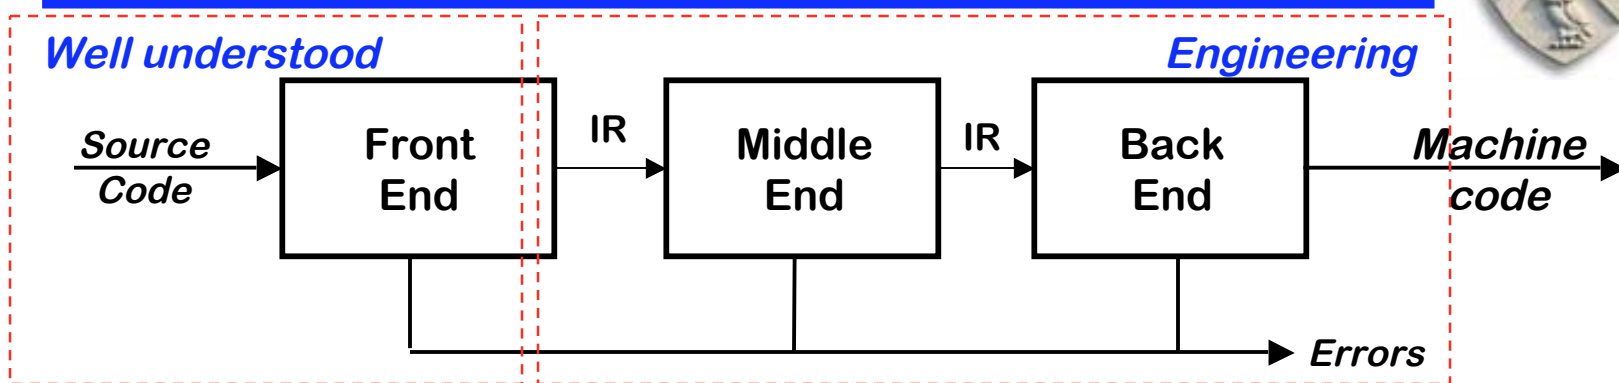 Well understood
Engineering
Source
Code
Front
End
IR
Middle
End
IR
Back
End
Machine
code
Errors